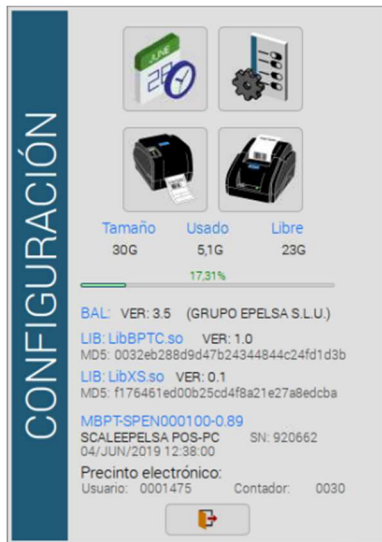 CONFIGURACIÓN
JUNE
Tamaño Usado Libre
30G 5,1G 23G
17,31%
BAL: VER: 3.5 (GRUPO EPELSA S.L.U.)
LIB: LibBPTC.so VER: 1.0
MD5: 0032eb288d9d47b24344844c24fd1d3b
LIB: LibXS.so VER: 0.1
MD5: f176461ed00b25cd4f8a21e27a8edcba
MBPT-SPEN000100-0.89
SCALEEPELSA POS-PC SN: 920662
04/JUN/2019 12:38:00
Precinto electrónico:
Usuario: 0001475 Contador: 0030